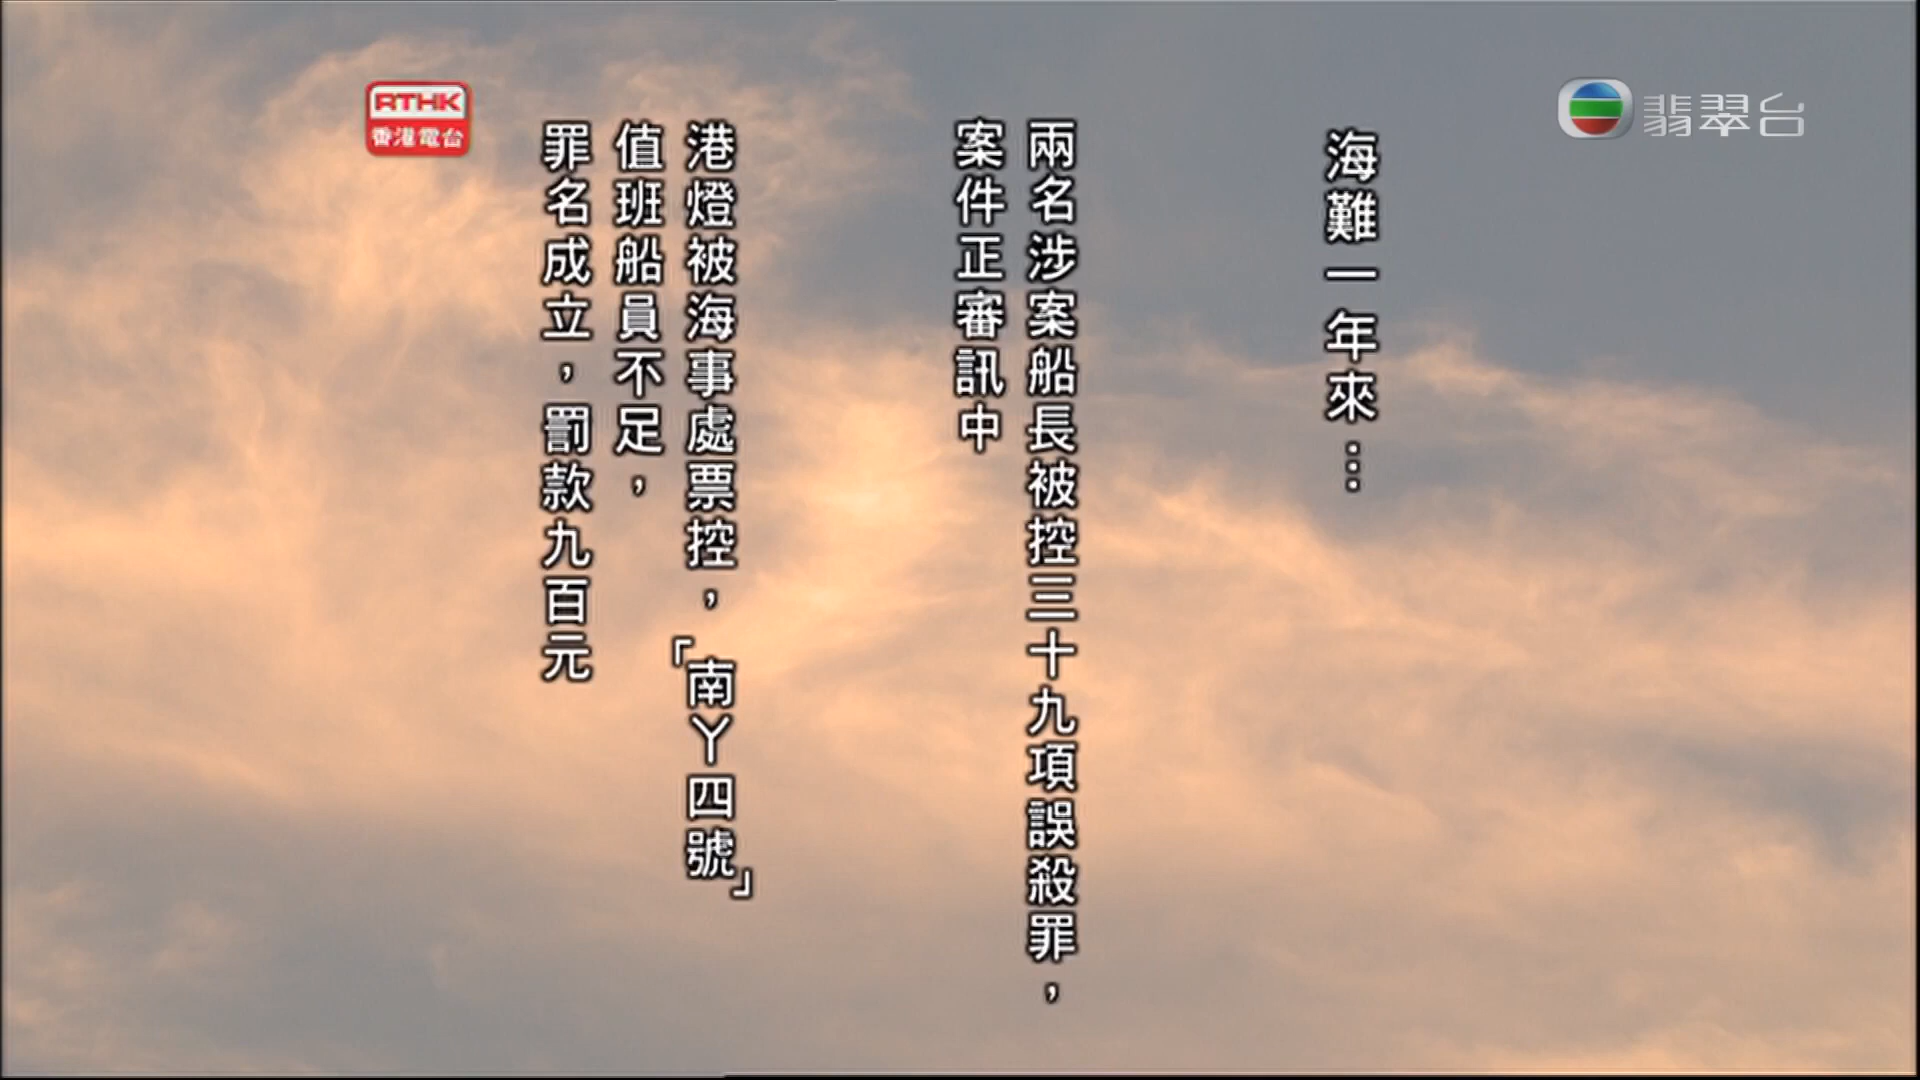 RTHK
香港電台
翡翠台
海難一年來…
兩名涉案船長被控三十九項誤殺罪，
案件正審訊中
港燈被海事處票控，「南丫四號」
值班船員不足，
罪名成立，罰款九百元